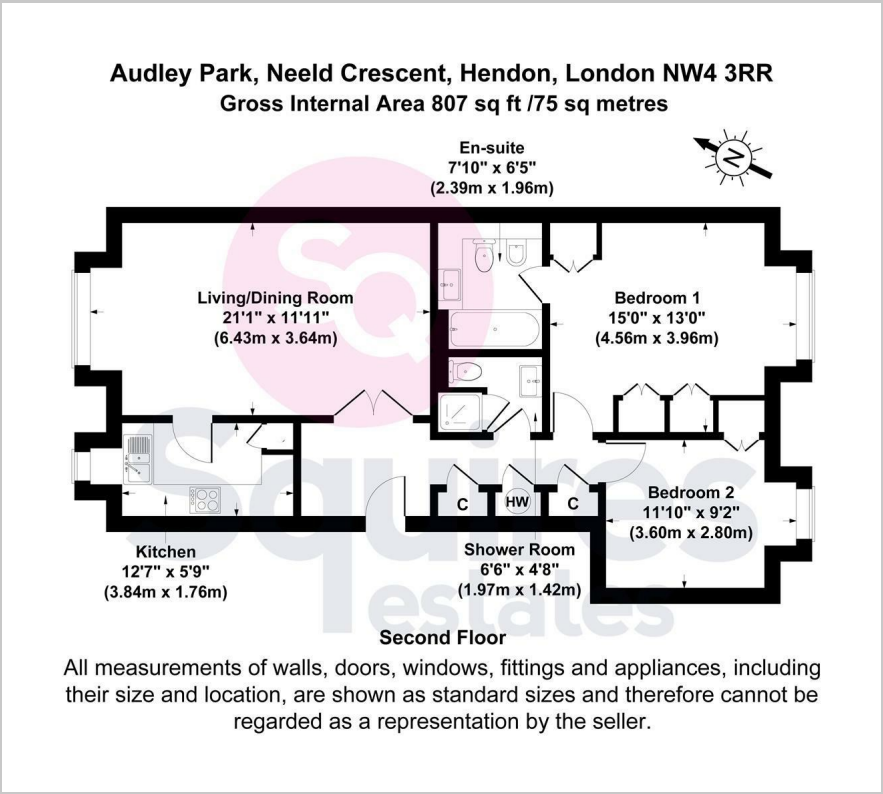 Audley Park, Neeld Crescent, Hendon, London NW4 3RR
Gross Internal Area 807 sq ft /75 sq metres
En-suite
7'10" x 6'5"
(2.39m x 1.96m)
N
SQ
Living/Dining Room
21'1" x 11'11"
(6.43m x 3.64m)
Bedroom 1
15'0" x 13'0"
(4.56m x 3.96m)
Squires
estates
C
HW
C
Bedroom 2
11'10" x 9'2"
(3.60m x 2.80m)
Kitchen
12'7" x 5'9"
(3.84m x 1.76m)
Shower Room
6'6" x 4'8"
(1.97m x 1.42m)
Second Floor
All measurements of walls, doors, windows, fittings and appliances, including
their size and location, are shown as standard sizes and therefore cannot be
regarded as a representation by the seller.